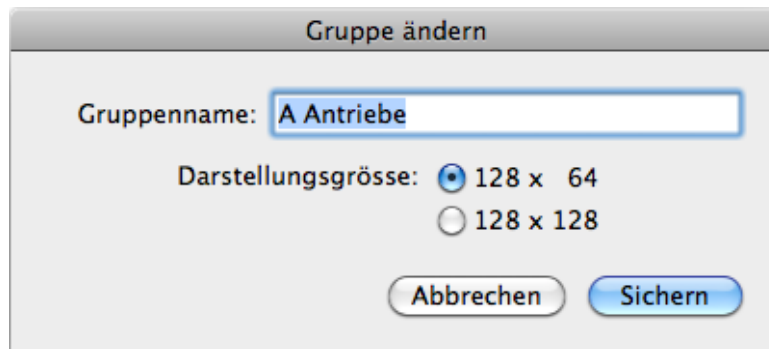 Gruppe ändern
Gruppenname: A Antriebe
Darstellungsgrösse: 128 x 64
128 x 128
Abbrechen Sichern